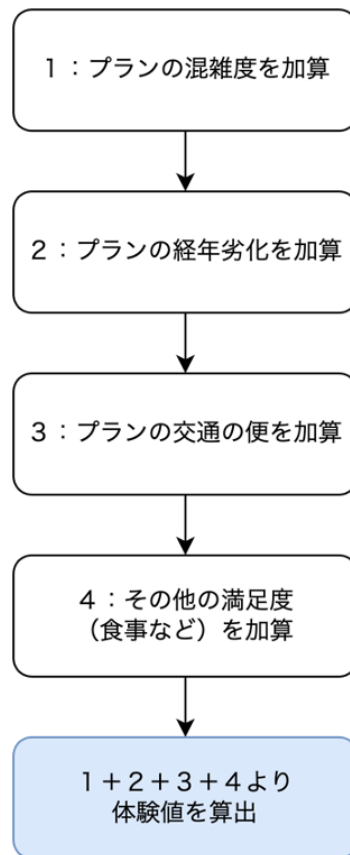 １：プランの混雑度を加算
２：プランの経年劣化を加算
３：プランの交通の便を加算
４：その他の満足度
（食事など）を加算
１＋２＋３＋４より
体験値を算出